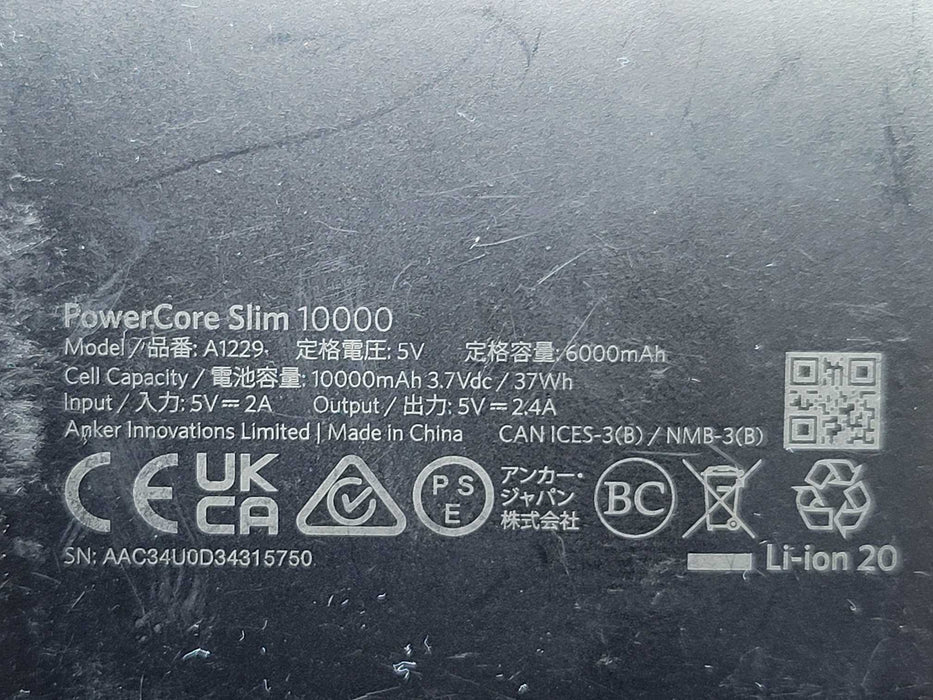 PowerCore Slim 10000
Model / 品番: A1229, 定格電圧: 5V 定格容量: 6000mAh
Cell Capacity / 電池容量: 10000mAh 3.7Vdc / 37Wh
Input / 入力: 5V⎓2A Output / 出力: 5V⎓2.4A
Anker Innovations Limited | Made in China CAN ICES-3(B) / NMB-3(B)
CE UK CA PSE アンカー・ジャパン株式会社 BC
SN: AAC34U0D34315750 Li-ion 20